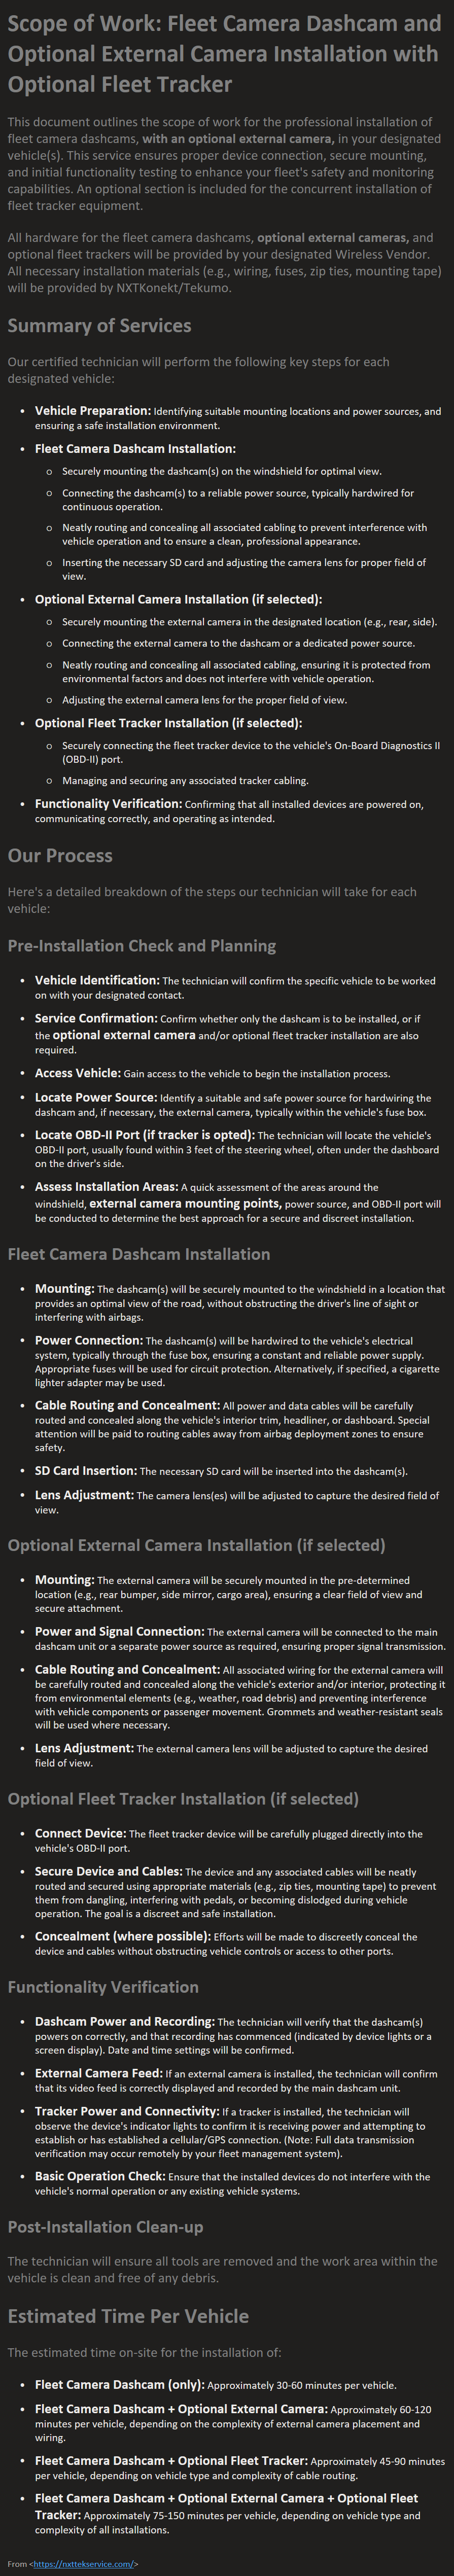 Scope of Work: Fleet Camera Dashcam and
Optional External Camera Installation with
Optional Fleet Tracker
This document outlines the scope of work for the professional installation of
fleet camera dashcams, with an optional external camera, in your designated
vehicle(s). This service ensures proper device connection, secure mounting,
and initial functionality testing to enhance your fleet's safety and monitoring
capabilities. An optional section is included for the concurrent installation of
fleet tracker equipment.
All hardware for the fleet camera dashcams, optional external cameras, and
optional fleet trackers will be provided by your designated Wireless Vendor.
All necessary installation materials (e.g., wiring, fuses, zip ties, mounting tape)
will be provided by NXTKonekt/Tekumo.
Summary of Services
Our certified technician will perform the following key steps for each
designated vehicle:
• Vehicle Preparation: Identifying suitable mounting locations and power sources, and
ensuring a safe installation environment.
• Fleet Camera Dashcam Installation:
o Securely mounting the dashcam(s) on the windshield for optimal view.
o Connecting the dashcam(s) to a reliable power source, typically hardwired for
continuous operation.
o Neatly routing and concealing all associated cabling to prevent interference with
vehicle operation and to ensure a clean, professional appearance.
o Inserting the necessary SD card and adjusting the camera lens for proper field of
view.
• Optional External Camera Installation (if selected):
o Securely mounting the external camera in the designated location (e.g., rear, side).
o Connecting the external camera to the dashcam or a dedicated power source.
o Neatly routing and concealing all associated cabling, ensuring it is protected from
environmental factors and does not interfere with vehicle operation.
o Adjusting the external camera lens for the proper field of view.
• Optional Fleet Tracker Installation (if selected):
o Securely connecting the fleet tracker device to the vehicle's On-Board Diagnostics II
(OBD-II) port.
o Managing and securing any associated tracker cabling.
• Functionality Verification: Confirming that all installed devices are powered on,
communicating correctly, and operating as intended.
Our Process
Here's a detailed breakdown of the steps our technician will take for each
vehicle:
Pre-Installation Check and Planning
• Vehicle Identification: The technician will confirm the specific vehicle to be worked
on with your designated contact.
• Service Confirmation: Confirm whether only the dashcam is to be installed, or if
the optional external camera and/or optional fleet tracker installation are also
required.
• Access Vehicle: Gain access to the vehicle to begin the installation process.
• Locate Power Source: Identify a suitable and safe power source for hardwiring the
dashcam and, if necessary, the external camera, typically within the vehicle's fuse box.
• Locate OBD-II Port (if tracker is opted): The technician will locate the vehicle's
OBD-II port, usually found within 3 feet of the steering wheel, often under the dashboard
on the driver's side.
• Assess Installation Areas: A quick assessment of the areas around the
windshield, external camera mounting points, power source, and OBD-II port will
be conducted to determine the best approach for a secure and discreet installation.
Fleet Camera Dashcam Installation
• Mounting: The dashcam(s) will be securely mounted to the windshield in a location that
provides an optimal view of the road, without obstructing the driver's line of sight or
interfering with airbags.
• Power Connection: The dashcam(s) will be hardwired to the vehicle's electrical
system, typically through the fuse box, ensuring a constant and reliable power supply.
Appropriate fuses will be used for circuit protection. Alternatively, if specified, a cigarette
lighter adapter may be used.
• Cable Routing and Concealment: All power and data cables will be carefully
routed and concealed along the vehicle's interior trim, headliner, or dashboard. Special
attention will be paid to routing cables away from airbag deployment zones to ensure
safety.
• SD Card Insertion: The necessary SD card will be inserted into the dashcam(s).
• Lens Adjustment: The camera lens(es) will be adjusted to capture the desired field of
view.
Optional External Camera Installation (if selected)
• Mounting: The external camera will be securely mounted in the pre-determined
location (e.g., rear bumper, side mirror, cargo area), ensuring a clear field of view and
secure attachment.
• Power and Signal Connection: The external camera will be connected to the main
dashcam unit or a separate power source as required, ensuring proper signal transmission.
• Cable Routing and Concealment: All associated wiring for the external camera will
be carefully routed and concealed along the vehicle's exterior and/or interior, protecting it
from environmental elements (e.g., weather, road debris) and preventing interference
with vehicle components or passenger movement. Grommets and weather-resistant seals
will be used where necessary.
• Lens Adjustment: The external camera lens will be adjusted to capture the desired
field of view.
Optional Fleet Tracker Installation (if selected)
• Connect Device: The fleet tracker device will be carefully plugged directly into the
vehicle's OBD-II port.
• Secure Device and Cables: The device and any associated cables will be neatly
routed and secured using appropriate materials (e.g., zip ties, mounting tape) to prevent
them from dangling, interfering with pedals, or becoming dislodged during vehicle
operation. The goal is a discreet and safe installation.
• Concealment (where possible): Efforts will be made to discreetly conceal the
device and cables without obstructing vehicle controls or access to other ports.
Functionality Verification
• Dashcam Power and Recording: The technician will verify that the dashcam(s)
powers on correctly, and that recording has commenced (indicated by device lights or a
screen display). Date and time settings will be confirmed.
• External Camera Feed: If an external camera is installed, the technician will confirm
that its video feed is correctly displayed and recorded by the main dashcam unit.
• Tracker Power and Connectivity: If a tracker is installed, the technician will
observe the device's indicator lights to confirm it is receiving power and attempting to
establish or has established a cellular/GPS connection. (Note: Full data transmission
verification may occur remotely by your fleet management system).
• Basic Operation Check: Ensure that the installed devices do not interfere with the
vehicle's normal operation or any existing vehicle systems.
Post-Installation Clean-up
The technician will ensure all tools are removed and the work area within the
vehicle is clean and free of any debris.
Estimated Time Per Vehicle
The estimated time on-site for the installation of:
• Fleet Camera Dashcam (only): Approximately 30-60 minutes per vehicle.
• Fleet Camera Dashcam + Optional External Camera: Approximately 60-120
minutes per vehicle, depending on the complexity of external camera placement and
wiring.
• Fleet Camera Dashcam + Optional Fleet Tracker: Approximately 45-90 minutes
per vehicle, depending on vehicle type and complexity of cable routing.
• Fleet Camera Dashcam + Optional External Camera + Optional Fleet
Tracker: Approximately 75-150 minutes per vehicle, depending on vehicle type and
complexity of all installations.
From <https://nxttekservice.com/>